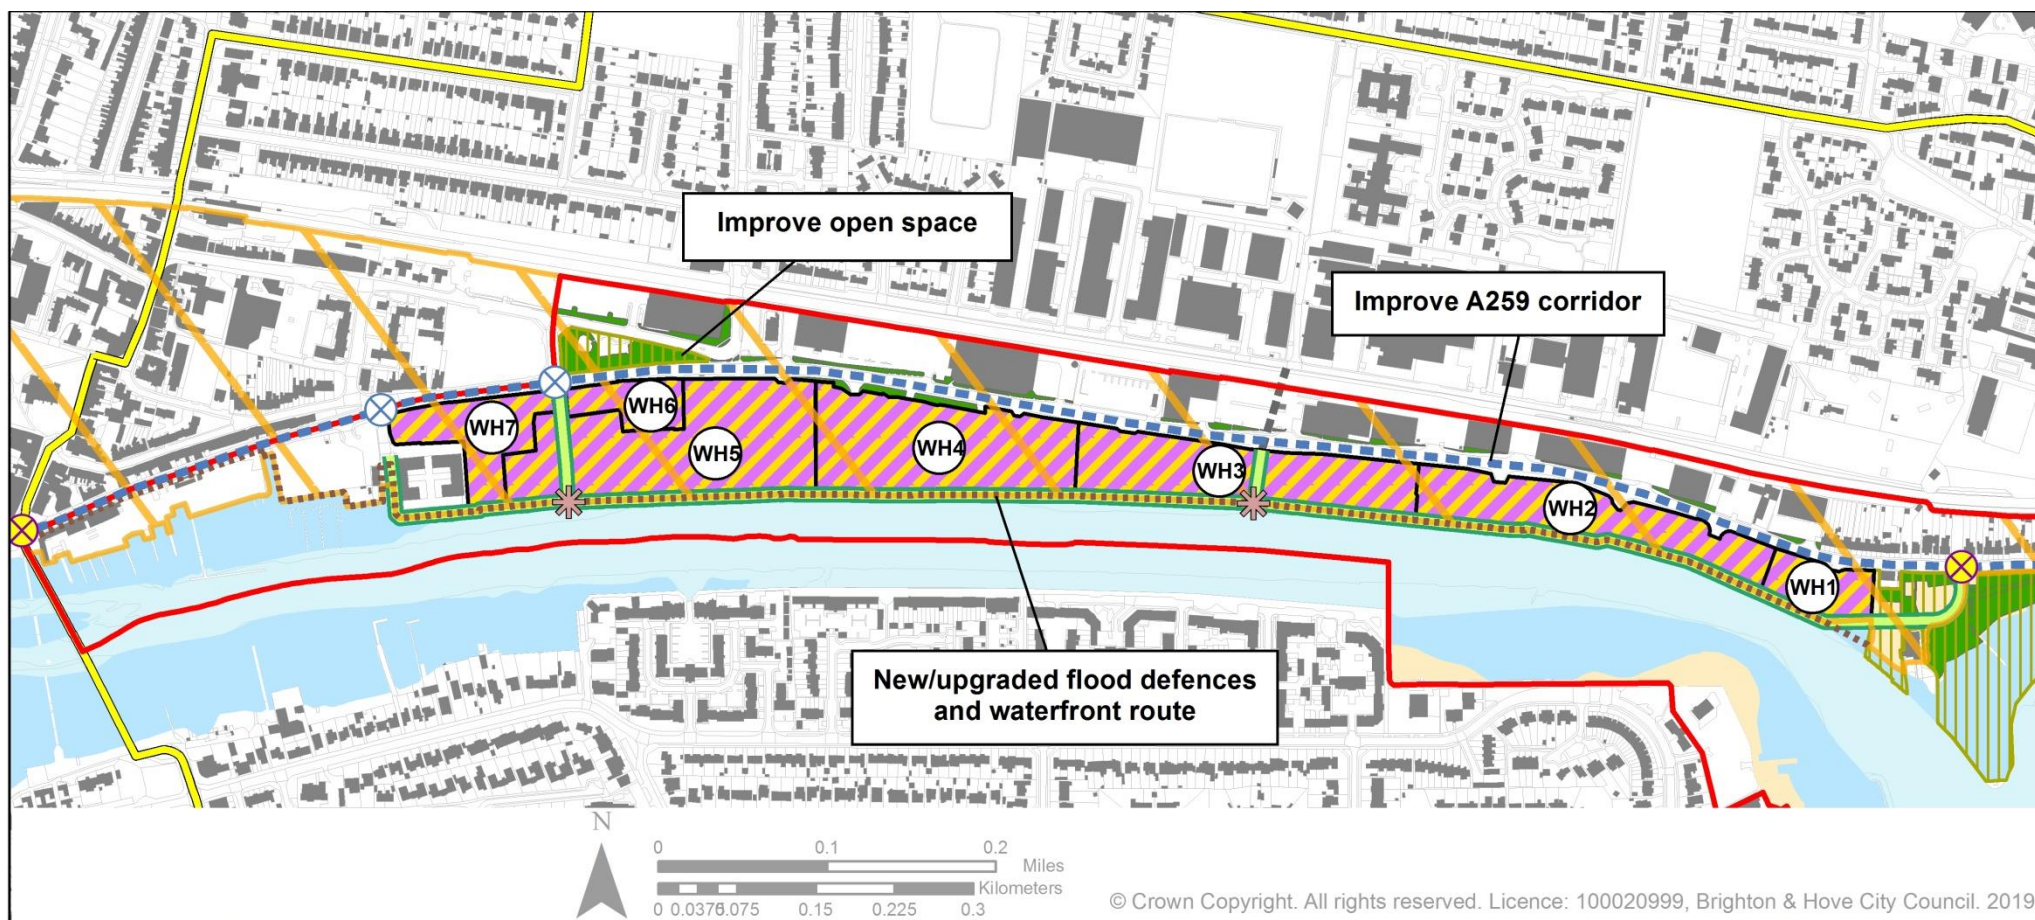 Improve open space
Improve A259 corridor
WH6
WH7
WH5
WH4
WH3
WH2
WH1
New/upgraded flood defences
and waterfront route
N
0 0.1 0.2
Miles
Kilometers
0 0.0375 0.075 0.15 0.225 0.3
© Crown Copyright. All rights reserved. Licence: 100020999, Brighton & Hove City Council. 2019